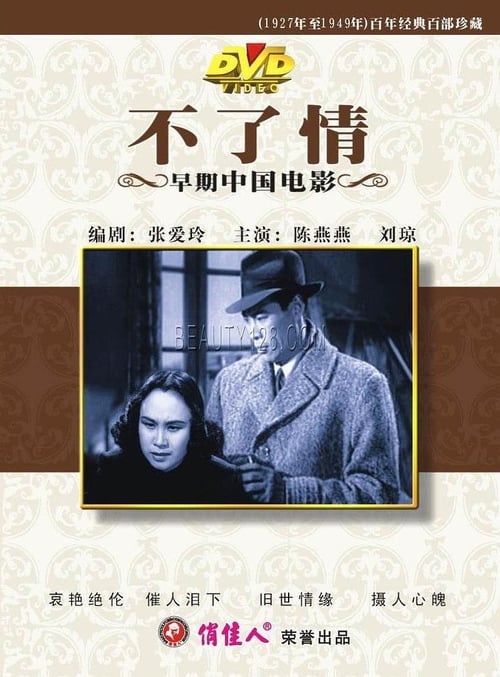 (1927年至1949年)百年经典百部珍藏
DVD
VIDEO
不了情
早期中国电影
编剧：张爱玲 主演：陈燕燕 刘琼
BEAUTY128.COM
哀艳绝伦 催人泪下 旧世情缘 摄人心魄
俏佳人® 荣誉出品